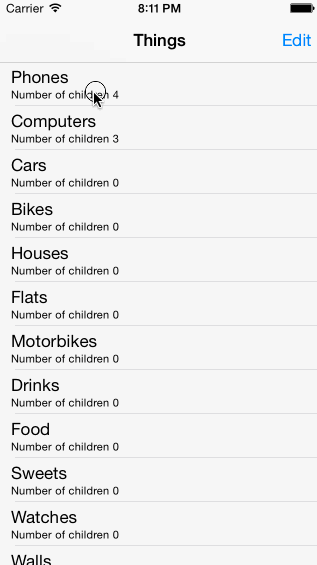 Carrier 8:11 PM
Things Edit
Phones
Number of children 4
Computers
Number of children 3
Cars
Number of children 0
Bikes
Number of children 0
Houses
Number of children 0
Flats
Number of children 0
Motorbikes
Number of children 0
Drinks
Number of children 0
Food
Number of children 0
Sweets
Number of children 0
Watches
Number of children 0
Walls